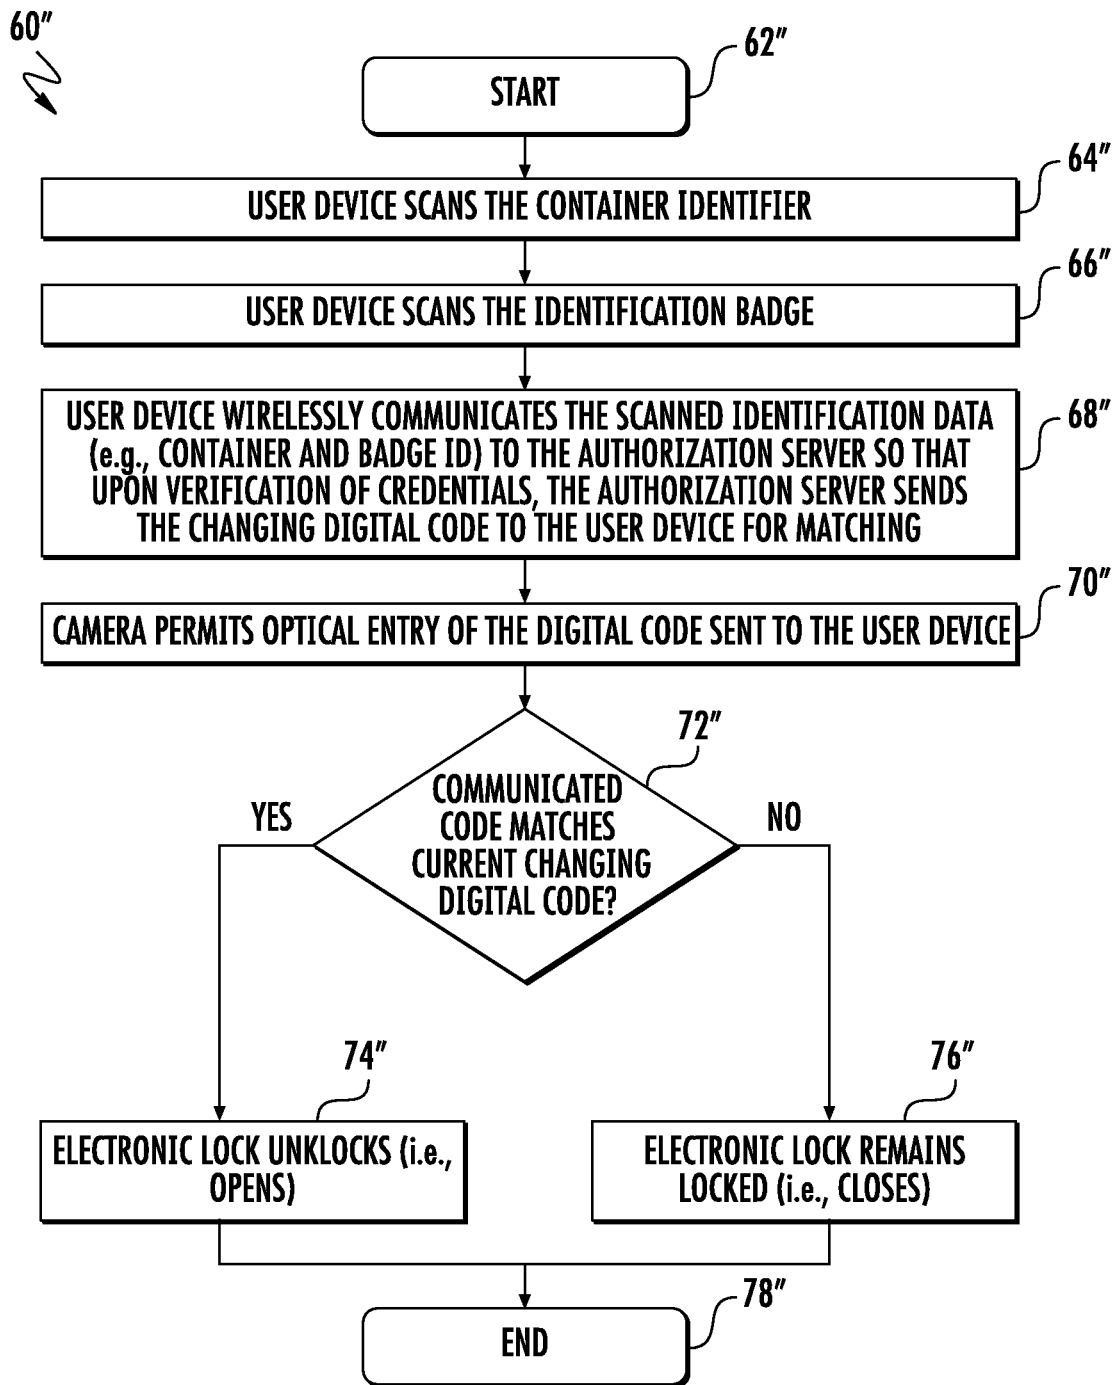 60″
62″
START
64″
USER DEVICE SCANS THE CONTAINER IDENTIFIER
66″
USER DEVICE SCANS THE IDENTIFICATION BADGE
68″
USER DEVICE WIRELESSLY COMMUNICATES THE SCANNED IDENTIFICATION DATA
(e.g., CONTAINER AND BADGE ID) TO THE AUTHORIZATION SERVER SO THAT
UPON VERIFICATION OF CREDENTIALS, THE AUTHORIZATION SERVER SENDS
THE CHANGING DIGITAL CODE TO THE USER DEVICE FOR MATCHING
70″
CAMERA PERMITS OPTICAL ENTRY OF THE DIGITAL CODE SENT TO THE USER DEVICE
72″
COMMUNICATED
CODE MATCHES
CURRENT CHANGING
DIGITAL CODE?
YES
NO
74″
ELECTRONIC LOCK UNKLOCKS (i.e.,
OPENS)
76″
ELECTRONIC LOCK REMAINS
LOCKED (i.e., CLOSES)
78″
END